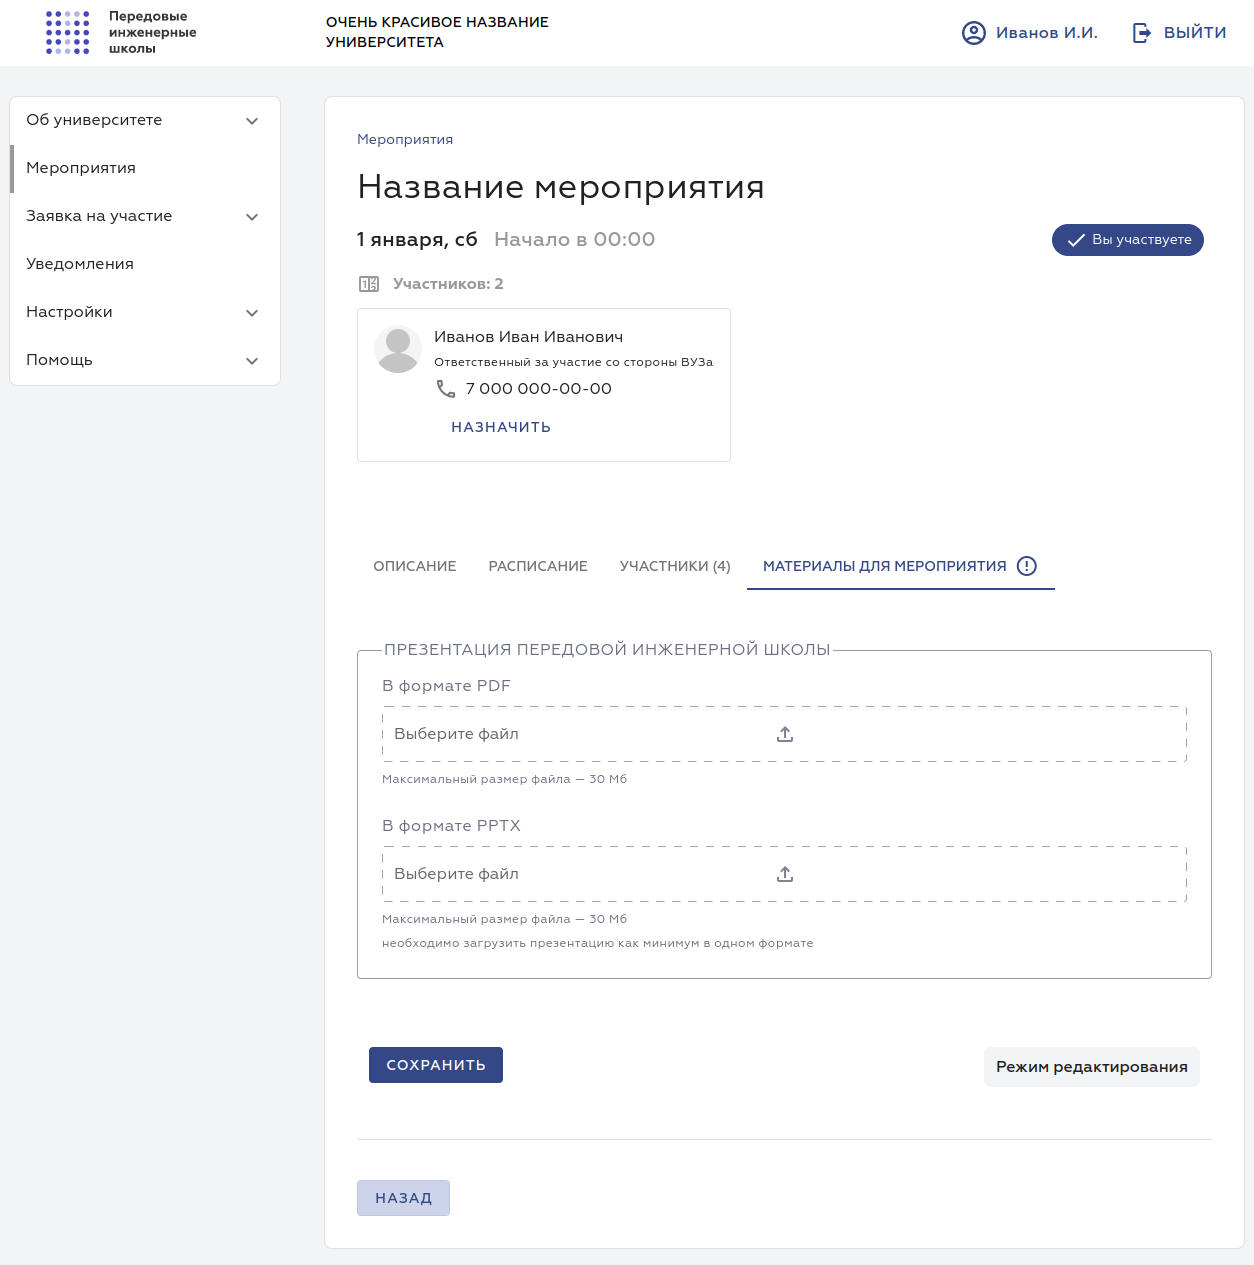 Передовые
инженерные
школы
ОЧЕНЬ КРАСИВОЕ НАЗВАНИЕ
УНИВЕРСИТЕТА
Иванов И.И.
ВЫЙТИ
Об университете
Мероприятия
Заявка на участие
Уведомления
Настройки
Помощь
Мероприятия
Название мероприятия
1 января, сб Начало в 00:00
Вы участвуете
Участников: 2
Иванов Иван Иванович
Ответственный за участие со стороны ВУЗа
7 000 000-00-00
НАЗНАЧИТЬ
ОПИСАНИЕ РАСПИСАНИЕ УЧАСТНИКИ (4) МАТЕРИАЛЫ ДЛЯ МЕРОПРИЯТИЯ
ПРЕЗЕНТАЦИЯ ПЕРЕДОВОЙ ИНЖЕНЕРНОЙ ШКОЛЫ
В формате PDF
Выберите файл
Максимальный размер файла — 30 Мб
В формате PPTX
Выберите файл
Максимальный размер файла — 30 Мб
необходимо загрузить презентацию как минимум в одном формате
СОХРАНИТЬ
Режим редактирования
НАЗАД